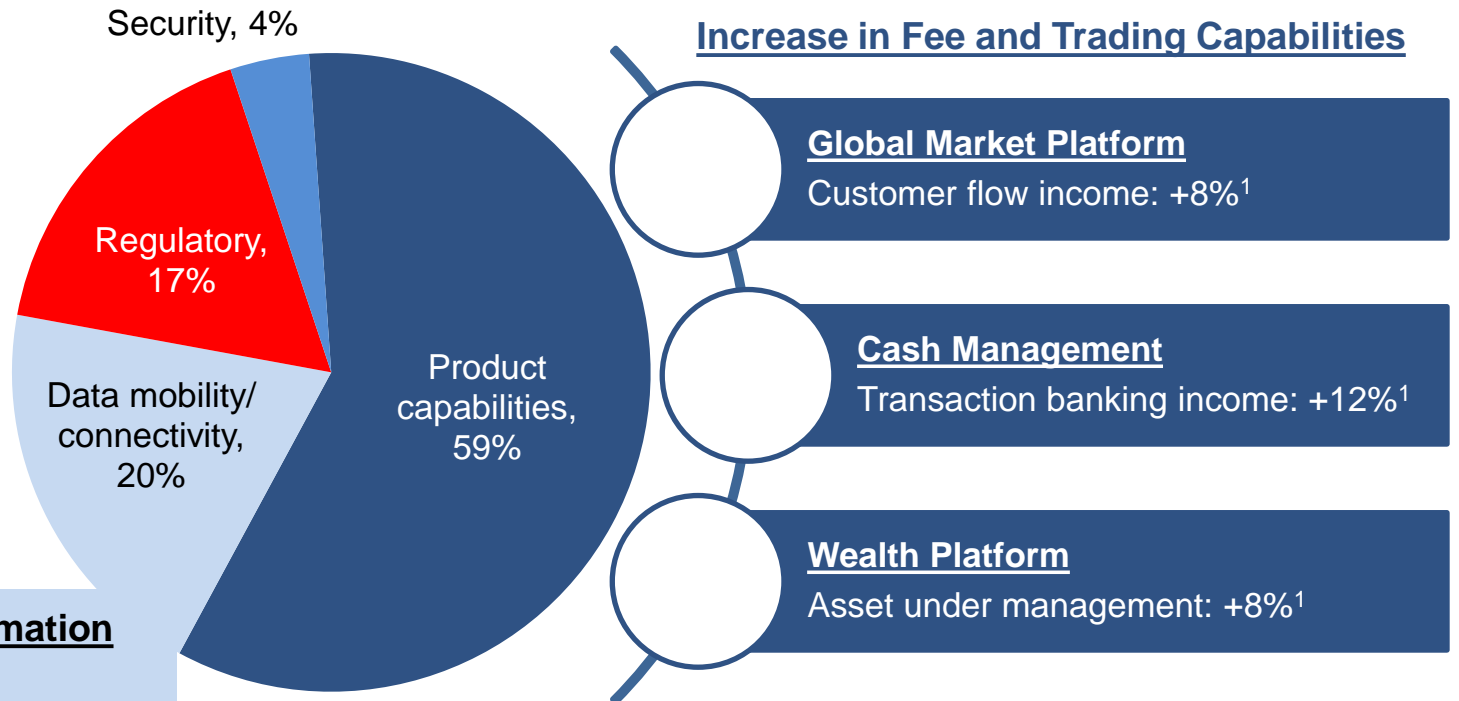 Security, 4%
Regulatory,
17%
Data mobility/
connectivity,
20%
Product
capabilities,
59%
Increase in Fee and Trading Capabilities
Global Market Platform
Customer flow income: +8%¹
Cash Management
Transaction banking income: +12%¹
Wealth Platform
Asset under management: +8%¹
mation